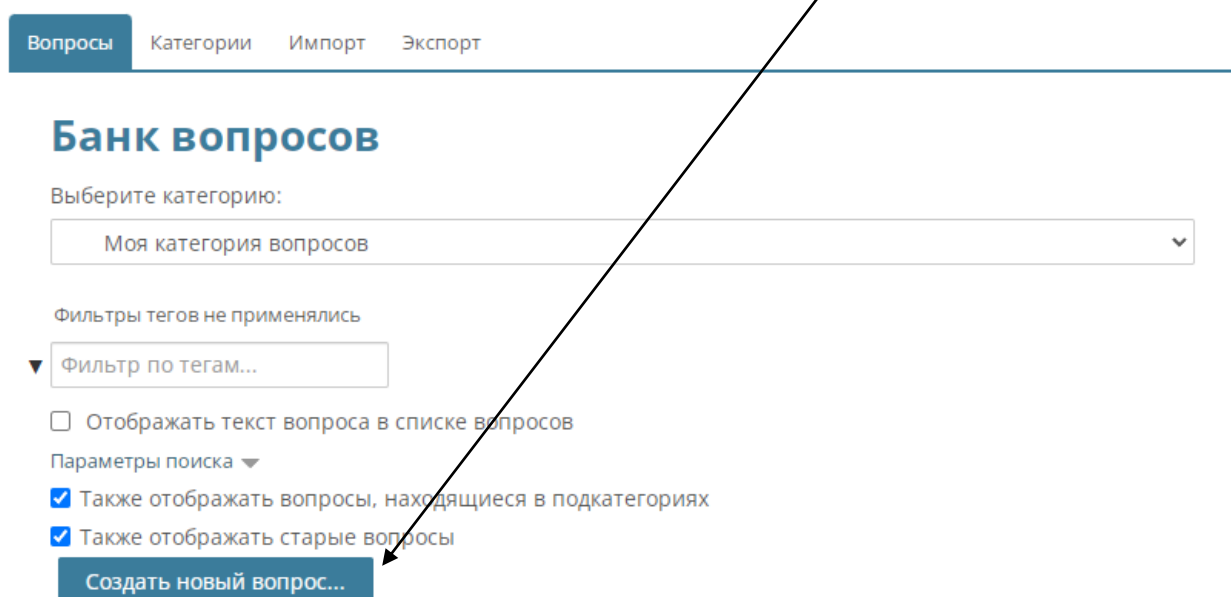 Вопросы Категории Импорт Экспорт
Банк вопросов
Выберите категорию:
Моя категория вопросов
Фильтры тегов не применялись
Фильтр по тегам...
Отображать текст вопроса в списке вопросов
Параметры поиска
Также отображать вопросы, находящиеся в подкатегориях
Также отображать старые вопросы
Создать новый вопрос...